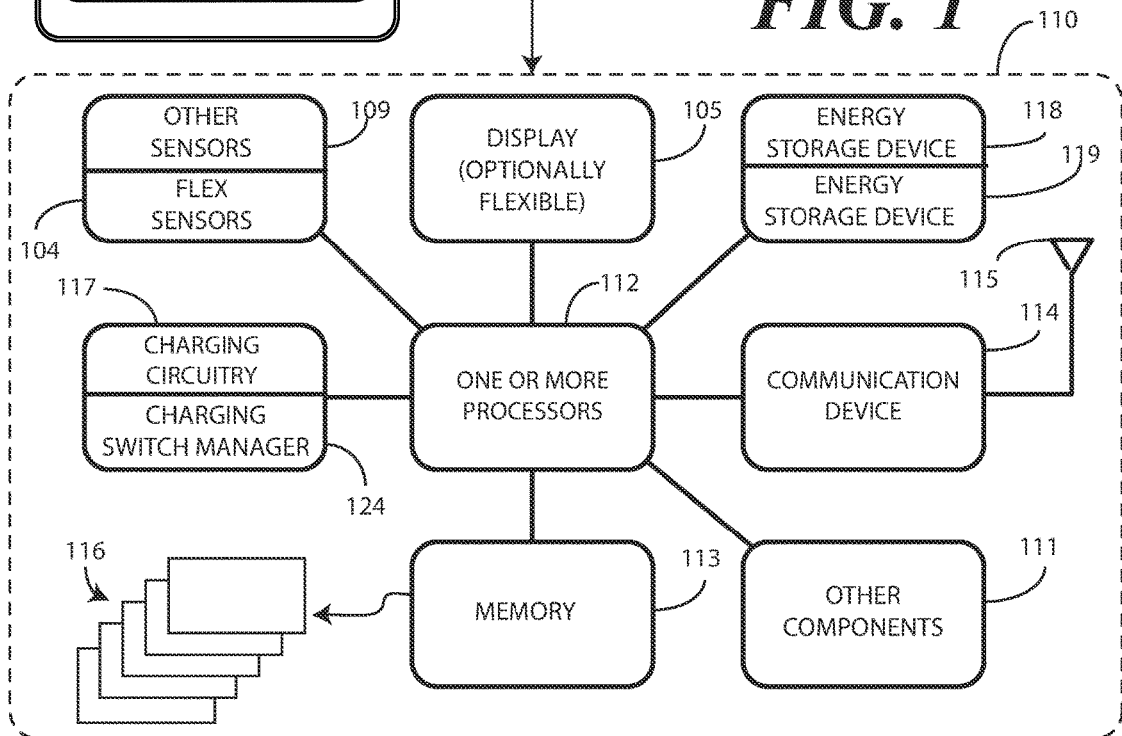 FIG. 1
110
OTHER
SENSORS
109
FLEX
SENSORS
104
DISPLAY
(OPTIONALLY
FLEXIBLE)
105
ENERGY
STORAGE DEVICE
118
ENERGY
STORAGE DEVICE
119
115
117
CHARGING
CIRCUITRY
CHARGING
SWITCH MANAGER
124
112
ONE OR MORE
PROCESSORS
114
COMMUNICATION
DEVICE
116
MEMORY
113
OTHER
COMPONENTS
111